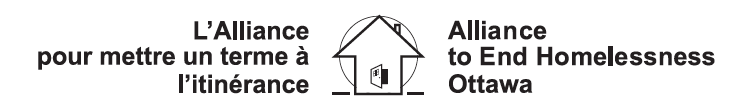 L'Alliance
pour mettre un terme à
l'itinérance
Alliance
to End Homelessness
Ottawa